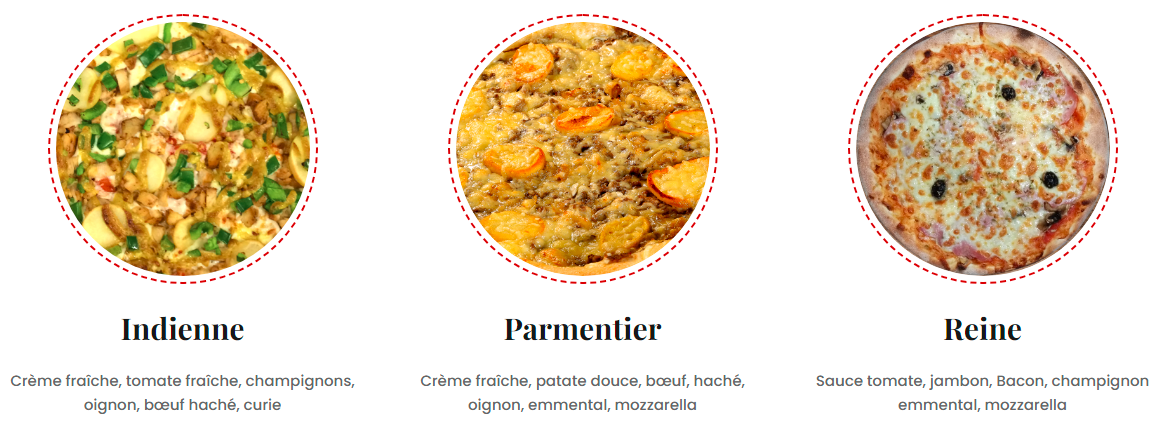 Indienne
Crème fraîche, tomate fraîche, champignons,
oignon, bœuf haché, curie
Parmentier
Crème fraîche, patate douce, bœuf, haché,
oignon, emmental, mozzarella
Reine
Sauce tomate, jambon, Bacon, champignon
emmental, mozzarella